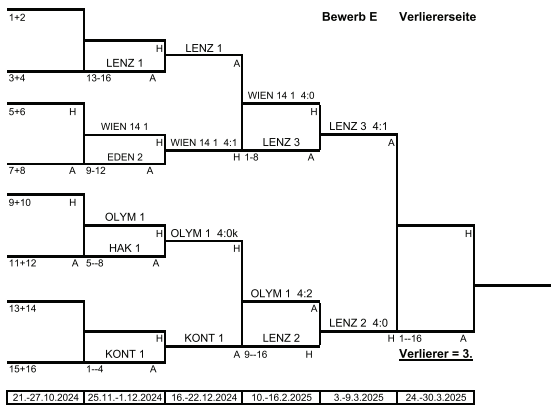 Bewerb E Verliererseite
1+2
H LENZ 1
LENZ 1 A
3+4 13-16 A
WIEN 14 1 4:0
5+6 H H
LENZ 3 4:1
WIEN 14 1
H WIEN 14 1 4:1 LENZ 3 A
EDEN 2 H 1-8 A
7+8 A 9-12 A
9+10 H
OLYM 1
H OLYM 1 4:0k H
HAK 1 H
11+12 A 5--8 A
OLYM 1 4:2
13+14 A
LENZ 2 4:0
H KONT 1 LENZ 2 H 1--16 A
KONT 1 A 9--16 H Verlierer = 3.
15+16 1--4 A
21.-27.10.2024 25.11.-1.12.2024 16.-22.12.2024 10.-16.2.2025 3.-9.3.2025 24.-30.3.2025